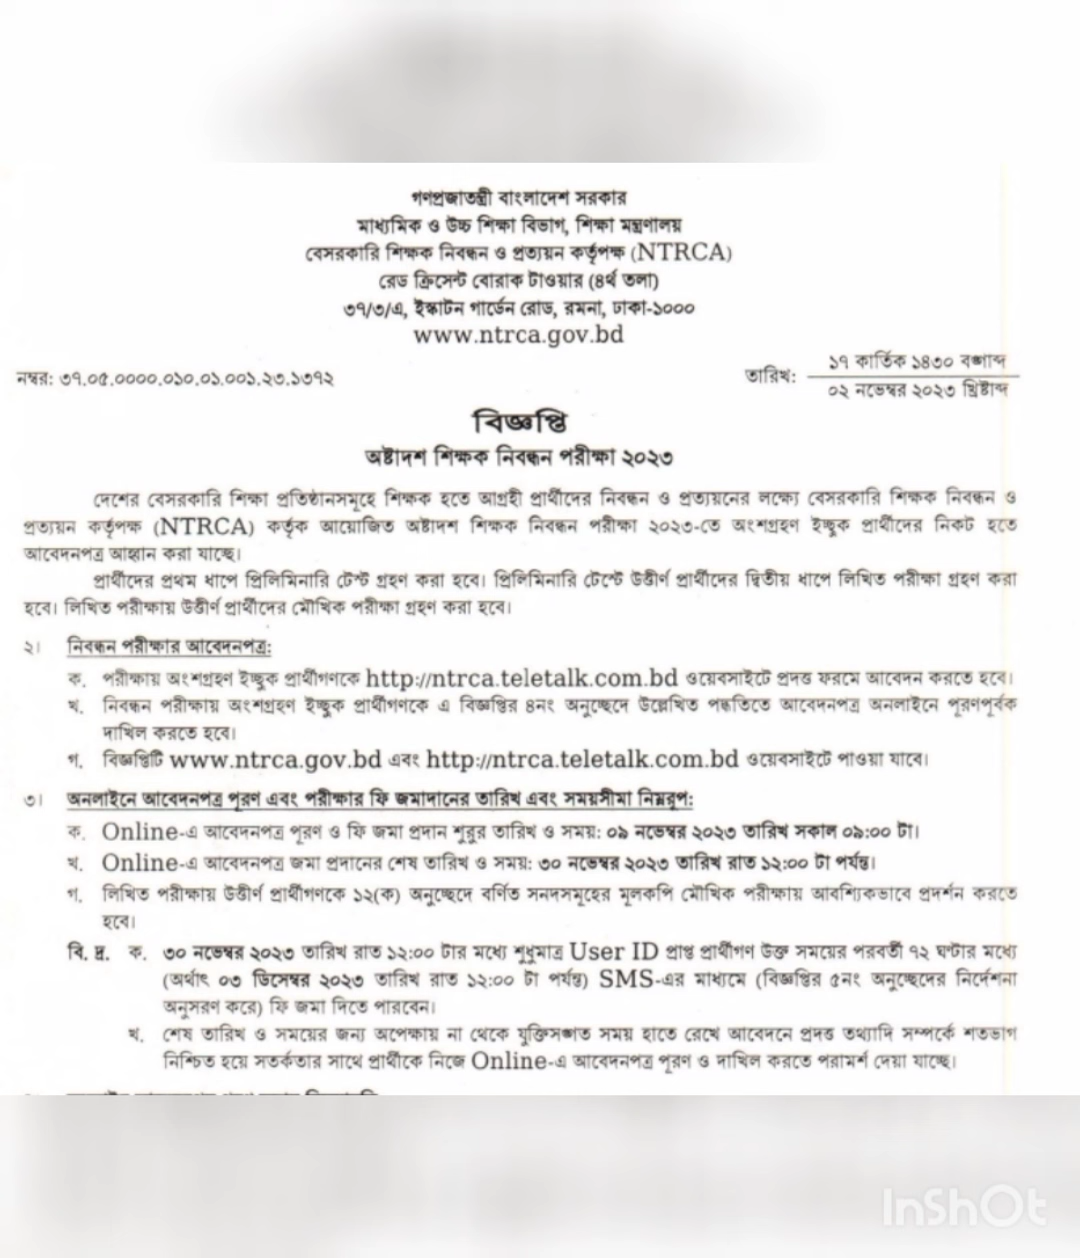 গণপ্রজাতন্ত্রী বাংলাদেশ সরকার
মাধ্যমিক ও উচ্চ শিক্ষা বিভাগ, শিক্ষা মন্ত্রণালয়
বেসরকারি শিক্ষক নিবন্ধন ও প্রত্যয়ন কর্তৃপক্ষ (NTRCA)
রেড ক্রিসেন্ট বোরাক টাওয়ার (৪র্থ তলা)
৩৭/৩/এ, ইস্কাটন গার্ডেন রোড, রমনা, ঢাকা-১০০০
www.ntrca.gov.bd
নম্বর: ৩৭.০৫.০০০০.০১০.০১.০০১.২৩.১৩৭২
তারিখ: ১৭ কার্তিক ১৪৩০ বঙ্গাব্দ
০২ নভেম্বর ২০২৩ খ্রিষ্টাব্দ
বিজ্ঞপ্তি
অষ্টাদশ শিক্ষক নিবন্ধন পরীক্ষা ২০২৩
দেশের বেসরকারি শিক্ষা প্রতিষ্ঠানসমূহে শিক্ষক হতে আগ্রহী প্রার্থীদের নিবন্ধন ও প্রত্যয়নের লক্ষ্যে বেসরকারি শিক্ষক নিবন্ধন ও
প্রত্যয়ন কর্তৃপক্ষ (NTRCA) কর্তৃক আয়োজিত অষ্টাদশ শিক্ষক নিবন্ধন পরীক্ষা ২০২৩-তে অংশগ্রহণ ইচ্ছুক প্রার্থীদের নিকট হতে
আবেদনপত্র আহ্বান করা যাচ্ছে।
প্রার্থীদের প্রথম ধাপে প্রিলিমিনারি টেস্ট গ্রহণ করা হবে। প্রিলিমিনারি টেস্টে উত্তীর্ণ প্রার্থীদের দ্বিতীয় ধাপে লিখিত পরীক্ষা গ্রহণ করা
হবে। লিখিত পরীক্ষায় উত্তীর্ণ প্রার্থীদের মৌখিক পরীক্ষা গ্রহণ করা হবে।
২। নিবন্ধন পরীক্ষার আবেদনপত্র:
ক. পরীক্ষায় অংশগ্রহণ ইচ্ছুক প্রার্থীগণকে http://ntrca.teletalk.com.bd ওয়েবসাইটে প্রদত্ত ফরমে আবেদন করতে হবে।
খ. নিবন্ধন পরীক্ষায় অংশগ্রহণ ইচ্ছুক প্রার্থীগণকে এ বিজ্ঞপ্তির ৪নং অনুচ্ছেদে উল্লেখিত পদ্ধতিতে আবেদনপত্র অনলাইনে পূরণপূর্বক
দাখিল করতে হবে।
গ. বিজ্ঞপ্তিটি www.ntrca.gov.bd এবং http://ntrca.teletalk.com.bd ওয়েবসাইটে পাওয়া যাবে।
৩। অনলাইনে আবেদনপত্র পূরণ এবং পরীক্ষার ফি জমাদানের তারিখ এবং সময়সীমা নিম্নরূপ:
ক. Online-এ আবেদনপত্র পূরণ ও ফি জমা প্রদান শুরুর তারিখ ও সময়: ০৯ নভেম্বর ২০২৩ তারিখ সকাল ০৯:০০ টা।
খ. Online-এ আবেদনপত্র জমা প্রদানের শেষ তারিখ ও সময়: ৩০ নভেম্বর ২০২৩ তারিখ রাত ১২:০০ টা পর্যন্ত।
গ. লিখিত পরীক্ষায় উত্তীর্ণ প্রার্থীগণকে ১২(ক) অনুচ্ছেদে বর্ণিত সনদসমূহের মূলকপি মৌখিক পরীক্ষায় আবশ্যিকভাবে প্রদর্শন করতে
হবে।
বি. দ্র. ক. ৩০ নভেম্বর ২০২৩ তারিখ রাত ১২:০০ টার মধ্যে শুধুমাত্র User ID প্রাপ্ত প্রার্থীগণ উক্ত সময়ের পরবর্তী ৭২ ঘণ্টার মধ্যে
(অর্থাৎ ০৩ ডিসেম্বর ২০২৩ তারিখ রাত ১২:০০ টা পর্যন্ত) SMS-এর মাধ্যমে (বিজ্ঞপ্তির ৫নং অনুচ্ছেদের নির্দেশনা
অনুসরণ করে) ফি জমা দিতে পারবেন।
খ. শেষ তারিখ ও সময়ের জন্য অপেক্ষায় না থেকে যুক্তিসঙ্গত সময় হাতে রেখে আবেদনে প্রদত্ত তথ্যাদি সম্পর্কে শতভাগ
নিশ্চিত হয়ে সতর্কতার সাথে প্রার্থীকে নিজে Online-এ আবেদনপত্র পূরণ ও দাখিল করতে পরামর্শ দেয়া যাচ্ছে।
InShOt